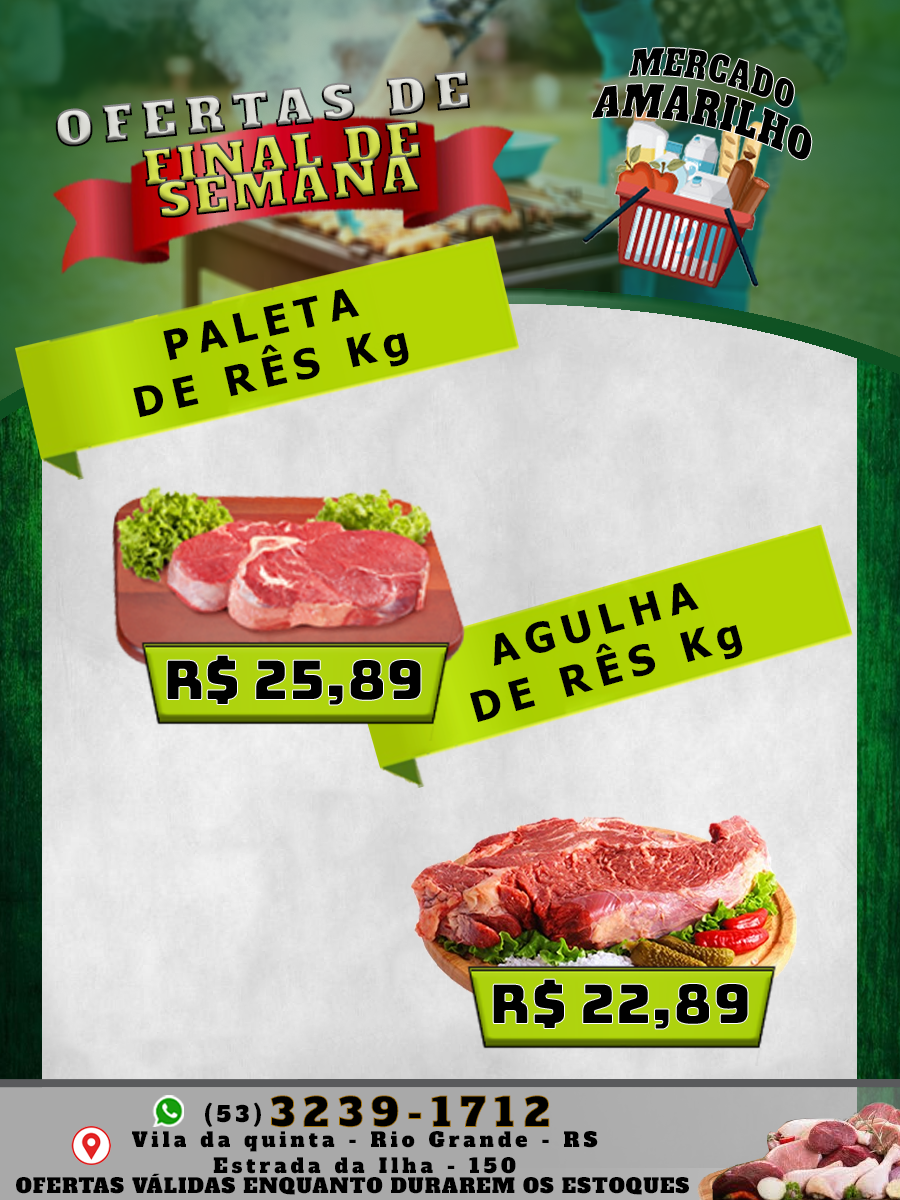 OFERTAS DE
FINAL DE
SEMANA
MERCADO
AMARILHO
PALETA
DE RÊS Kg
R$ 25,89
AGULHA
DE RÊS Kg
R$ 22,89
(53) 3239-1712
Vila da quinta - Rio Grande - RS
Estrada da Ilha - 150
OFERTAS VÁLIDAS ENQUANTO DURAREM OS ESTOQUES